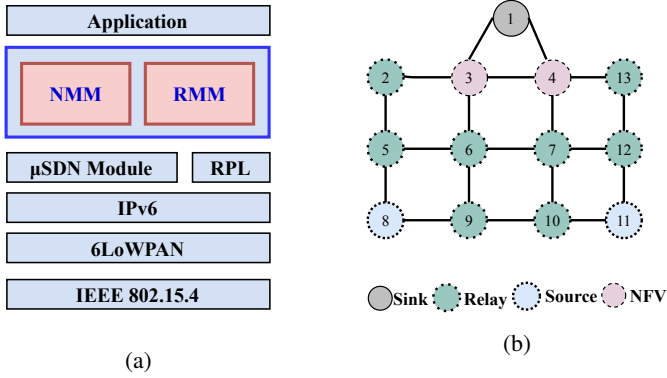 Application
NMM RMM
µSDN Module RPL
IPv6
6LoWPAN
IEEE 802.15.4
(a)
1
2 3 4 13
5 6 7 12
8 9 10 11
Sink Relay Source NFV
(b)